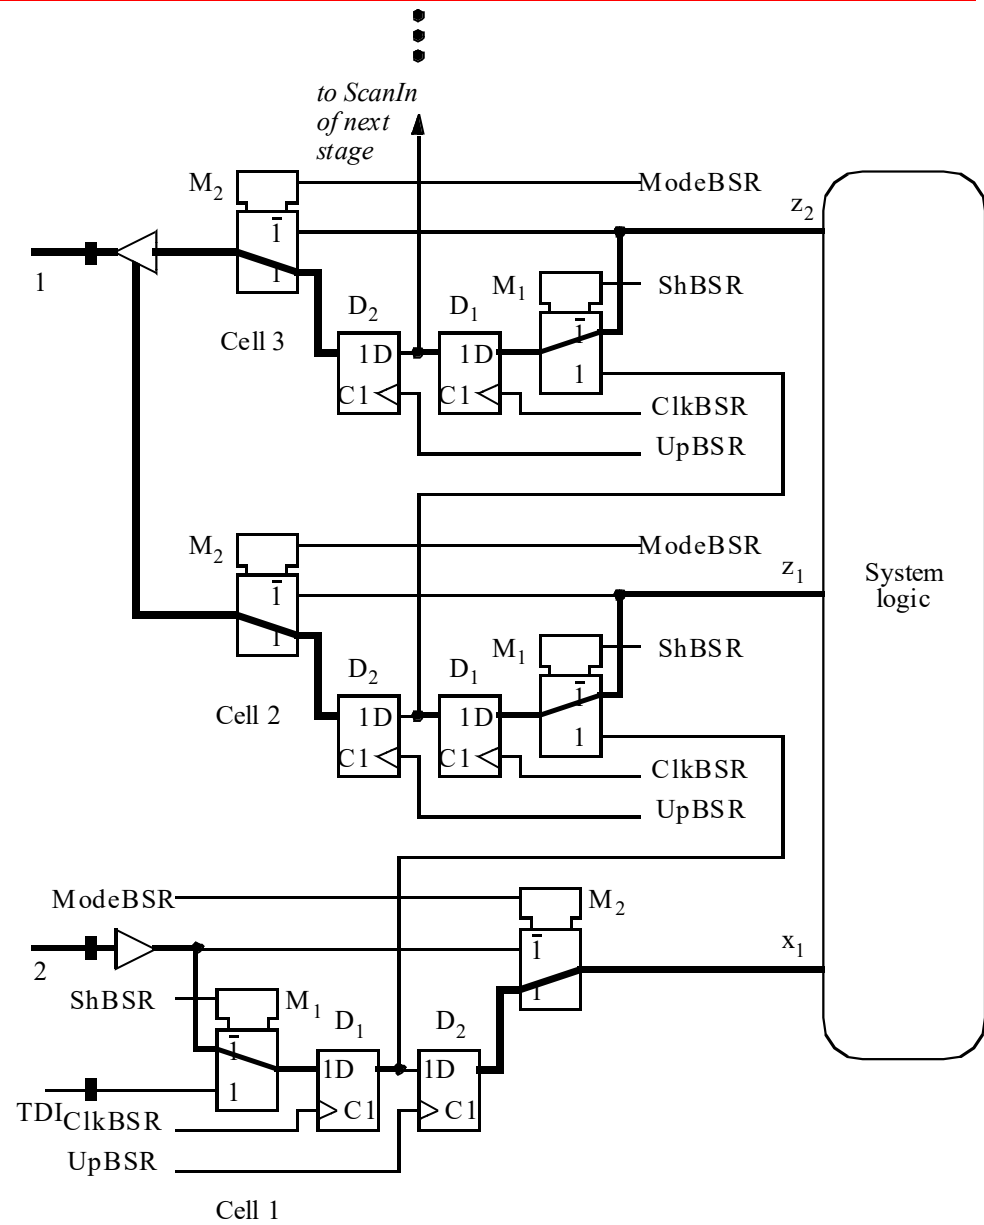 to ScanIn
of next
stage
M2
ModeBSR
z2
1̅
1
1
M1
ShBSR
D2
D1
1̅
Cell 3
1D
1D
1
C1
C1
ClkBSR
UpBSR
M2
ModeBSR
z1
System
logic
1̅
1
M1
ShBSR
D2
D1
1̅
Cell 2
1D
1D
1
C1
C1
ClkBSR
UpBSR
ModeBSR
M2
x1
1̅
2
1
ShBSR
M1
D1
D2
1̅
1D
1D
1
TDI
C1
C1
ClkBSR
UpBSR
Cell 1